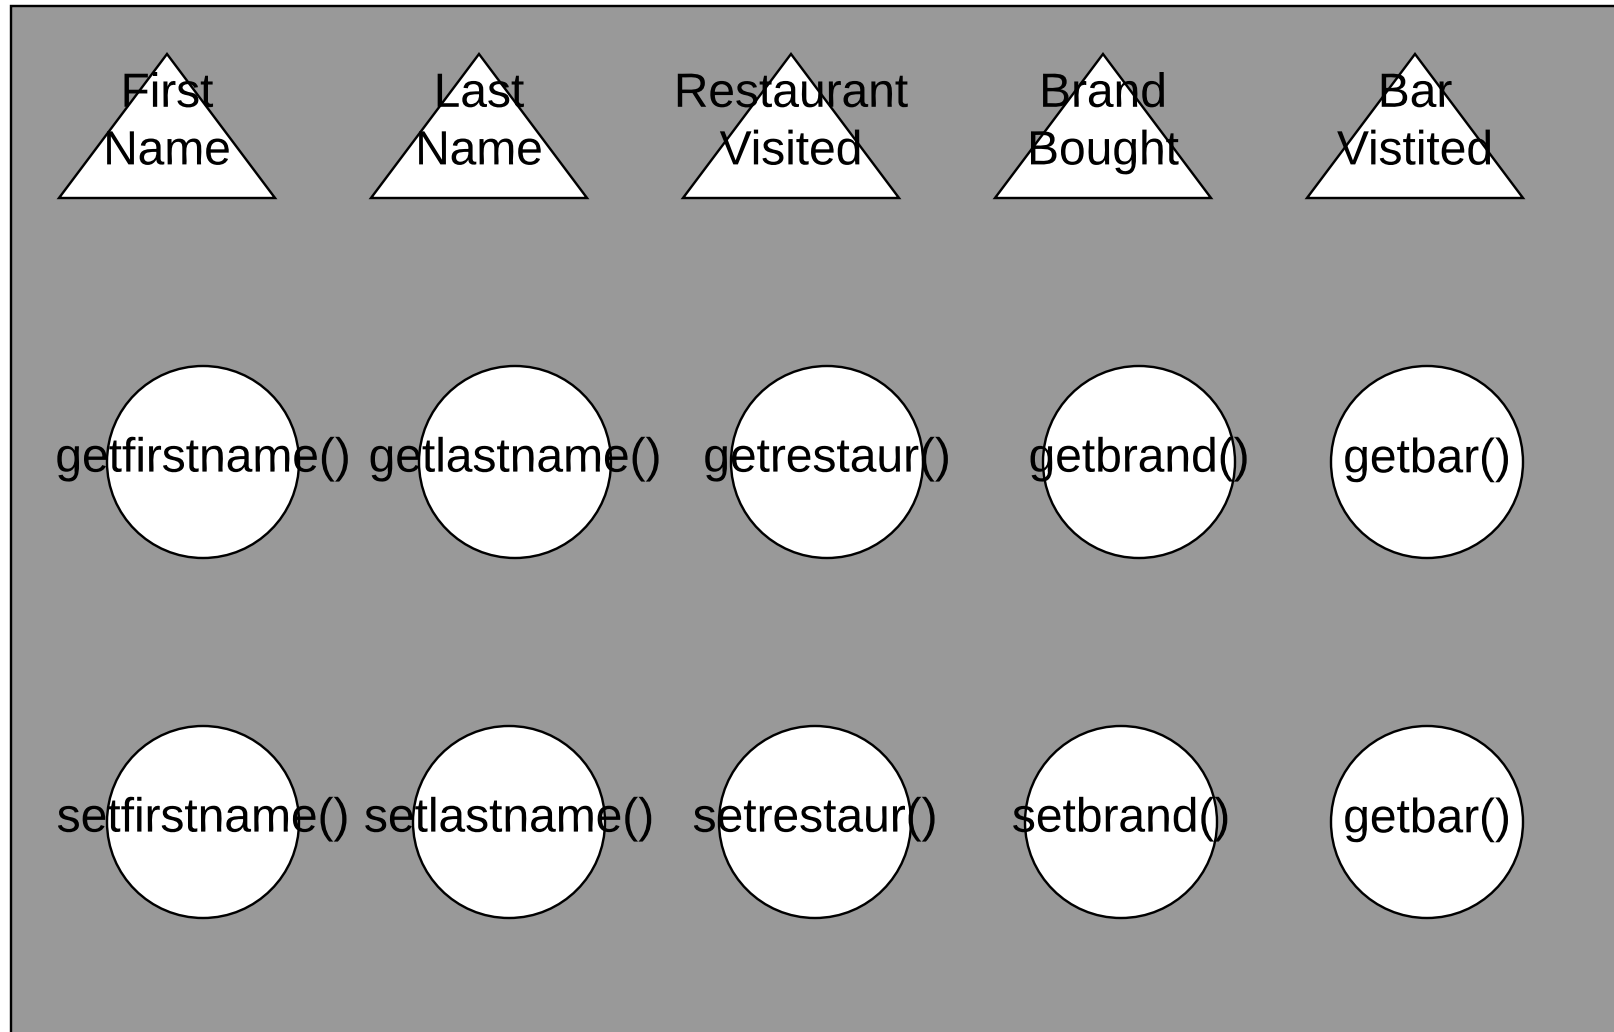 First
Name
Last
Name
Restaurant
Visited
Brand
Bought
Bar
Vistited
getfirstname()
getlastname()
getrestaur()
getbrand()
getbar()
setfirstname()
setlastname()
setrestaur()
setbrand()
getbar()